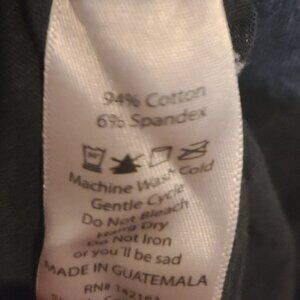 94% Cotton
6% Spandex
Machine Wash Cold
Gentle Cycle
Do Not Bleach
Hang Dry
Do Not Iron
or you'll be sad
MADE IN GUATEMALA
RN#